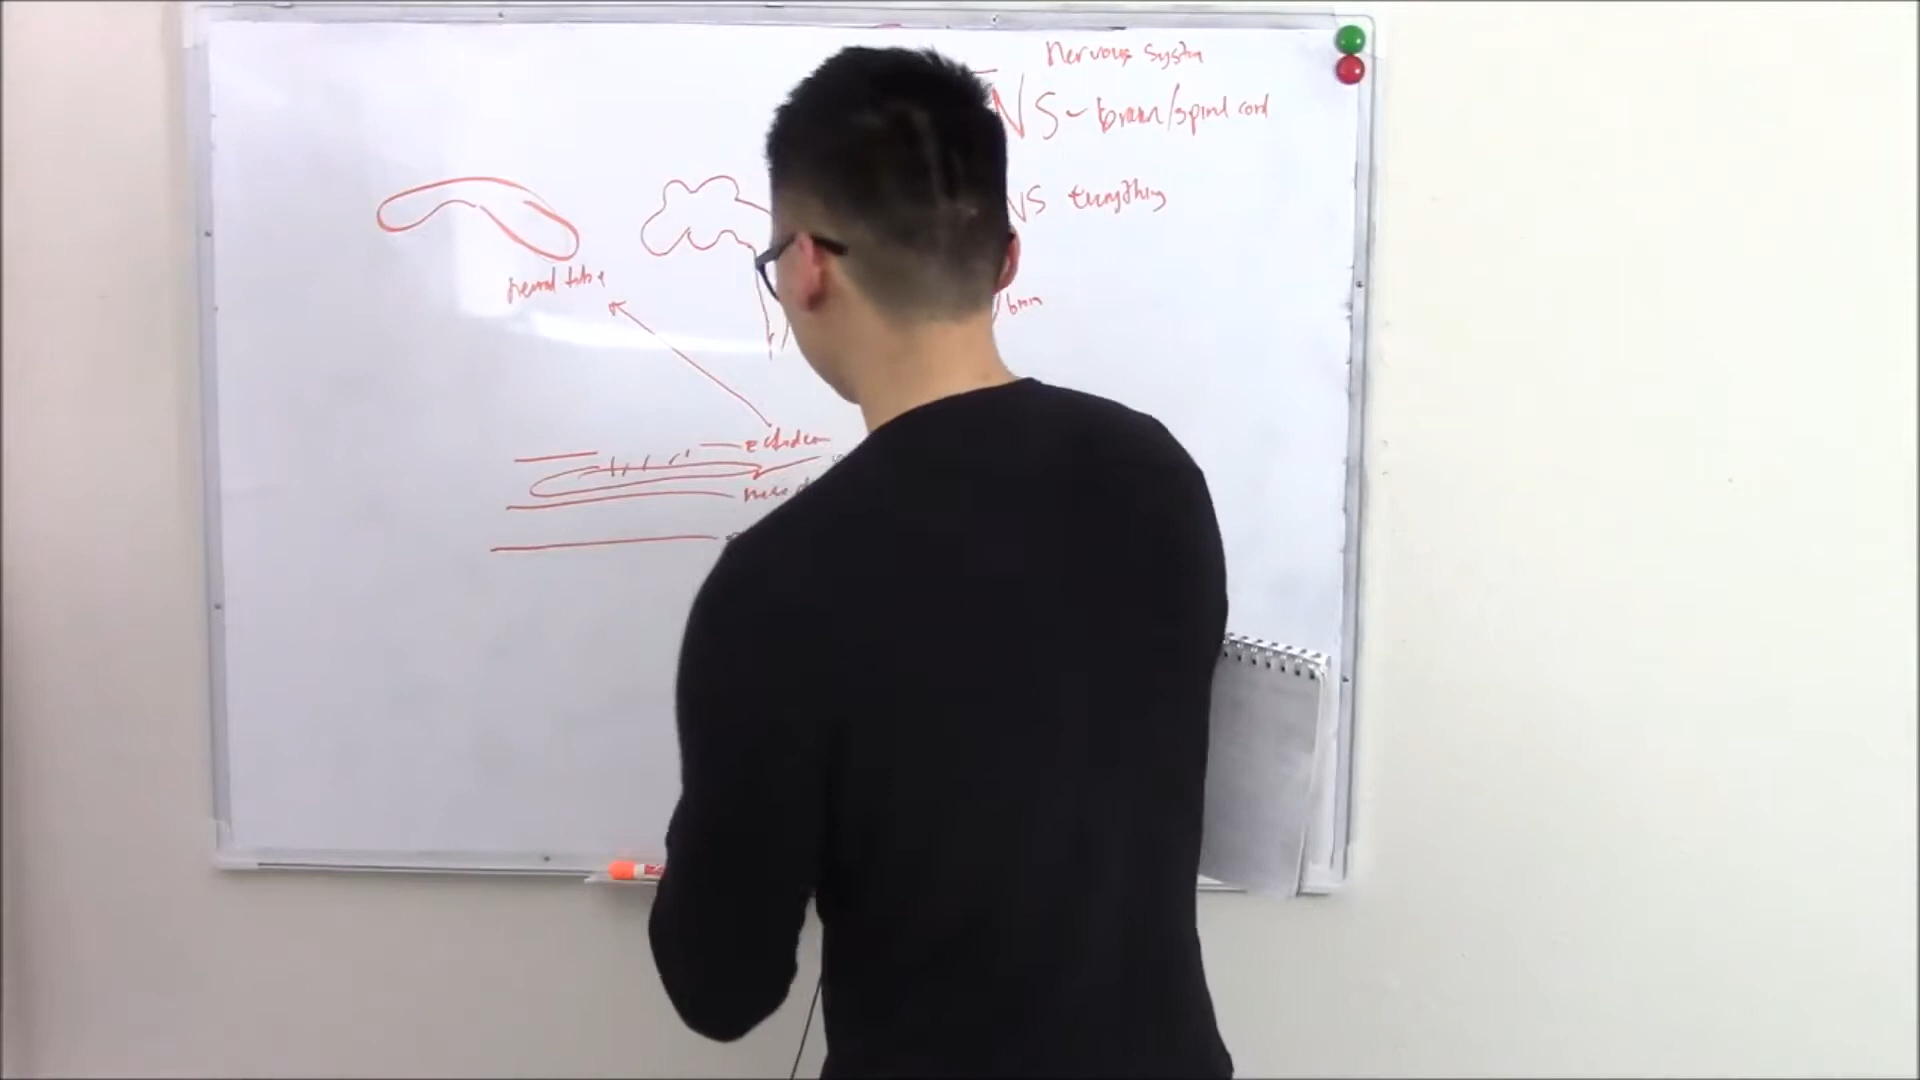 Nervous System
NS - brain/spinal cord
NS Everything
neural tube
brain
Ectoderm